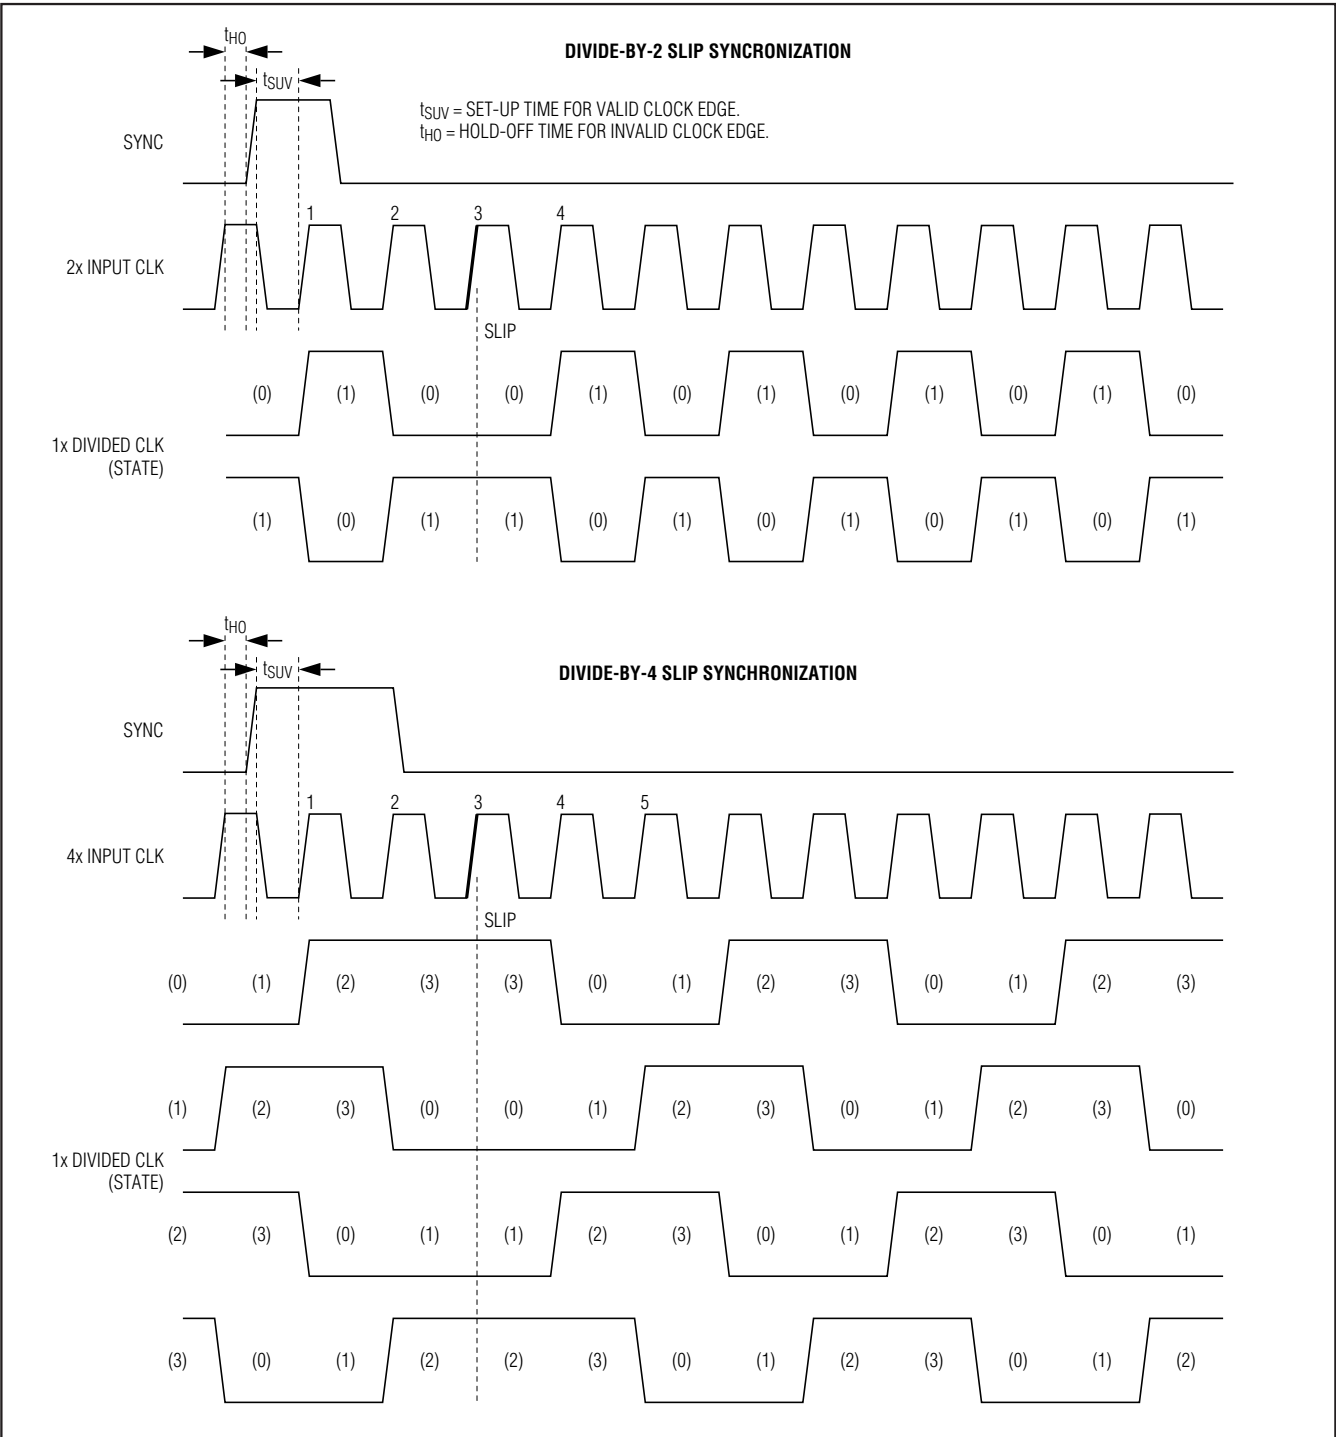 tHO
DIVIDE-BY-2 SLIP SYNCRONIZATION
tSUV
tSUV = SET-UP TIME FOR VALID CLOCK EDGE.
tHO = HOLD-OFF TIME FOR INVALID CLOCK EDGE.
SYNC
1 2 3 4
2x INPUT CLK
SLIP
(0) (1) (0) (0) (1) (0) (1) (0) (1) (0) (1) (0)
1x DIVIDED CLK
(STATE)
(1) (0) (1) (1) (0) (1) (0) (1) (0) (1) (0) (1)
tHO
tSUV
DIVIDE-BY-4 SLIP SYNCHRONIZATION
SYNC
1 2 3 4 5
4x INPUT CLK
SLIP
(0) (1) (2) (3) (3) (0) (1) (2) (3) (0) (1) (2) (3)
(1) (2) (3) (0) (0) (1) (2) (3) (0) (1) (2) (3) (0)
1x DIVIDED CLK
(STATE)
(2) (3) (0) (1) (1) (2) (3) (0) (1) (2) (3) (0) (1)
(3) (0) (1) (2) (2) (3) (0) (1) (2) (3) (0) (1) (2)